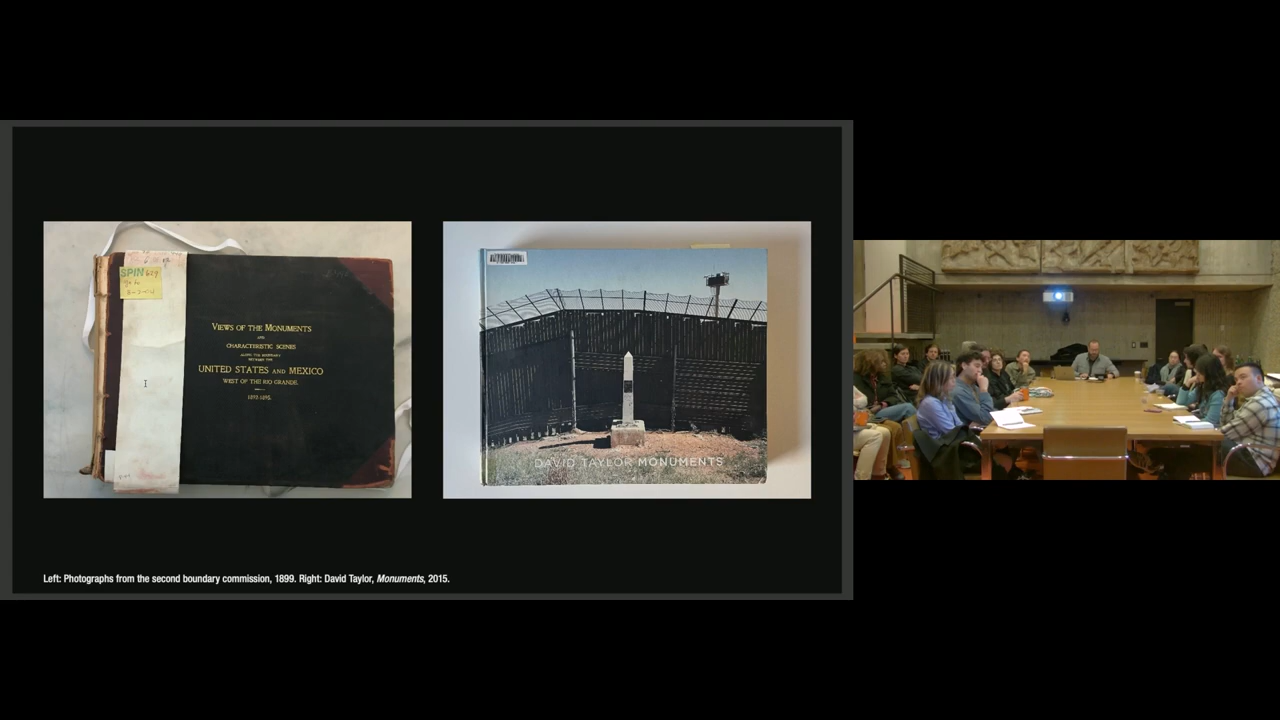 SPIN 629
VIEWS OF THE MONUMENTS
AND
CHARACTERISTIC SCENES
ALONG THE BOUNDARY
BETWEEN THE
UNITED STATES AND MEXICO
WEST OF THE RIO GRANDE.
1892-1895.
DAVID TAYLOR MONUMENTS
Left: Photographs from the second boundary commission, 1899. Right: David Taylor, Monuments, 2015.